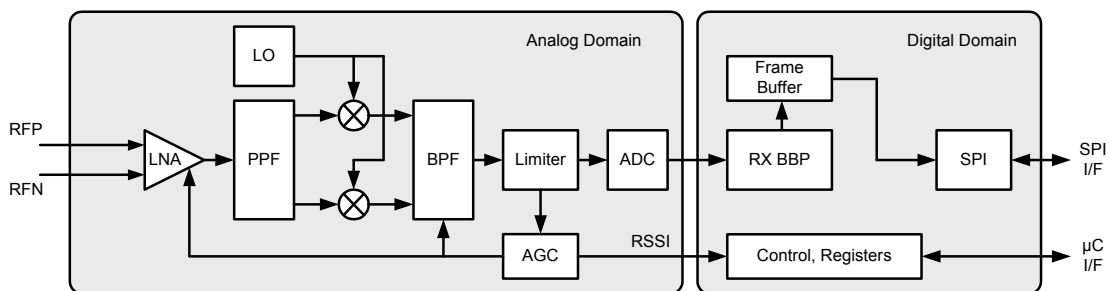 Analog Domain
Digital Domain
LO
Frame
Buffer
RFP
RFN
LNA
PPF
BPF
Limiter
ADC
RX BBP
SPI
SPI
I/F
AGC
RSSI
Control, Registers
µC
I/F